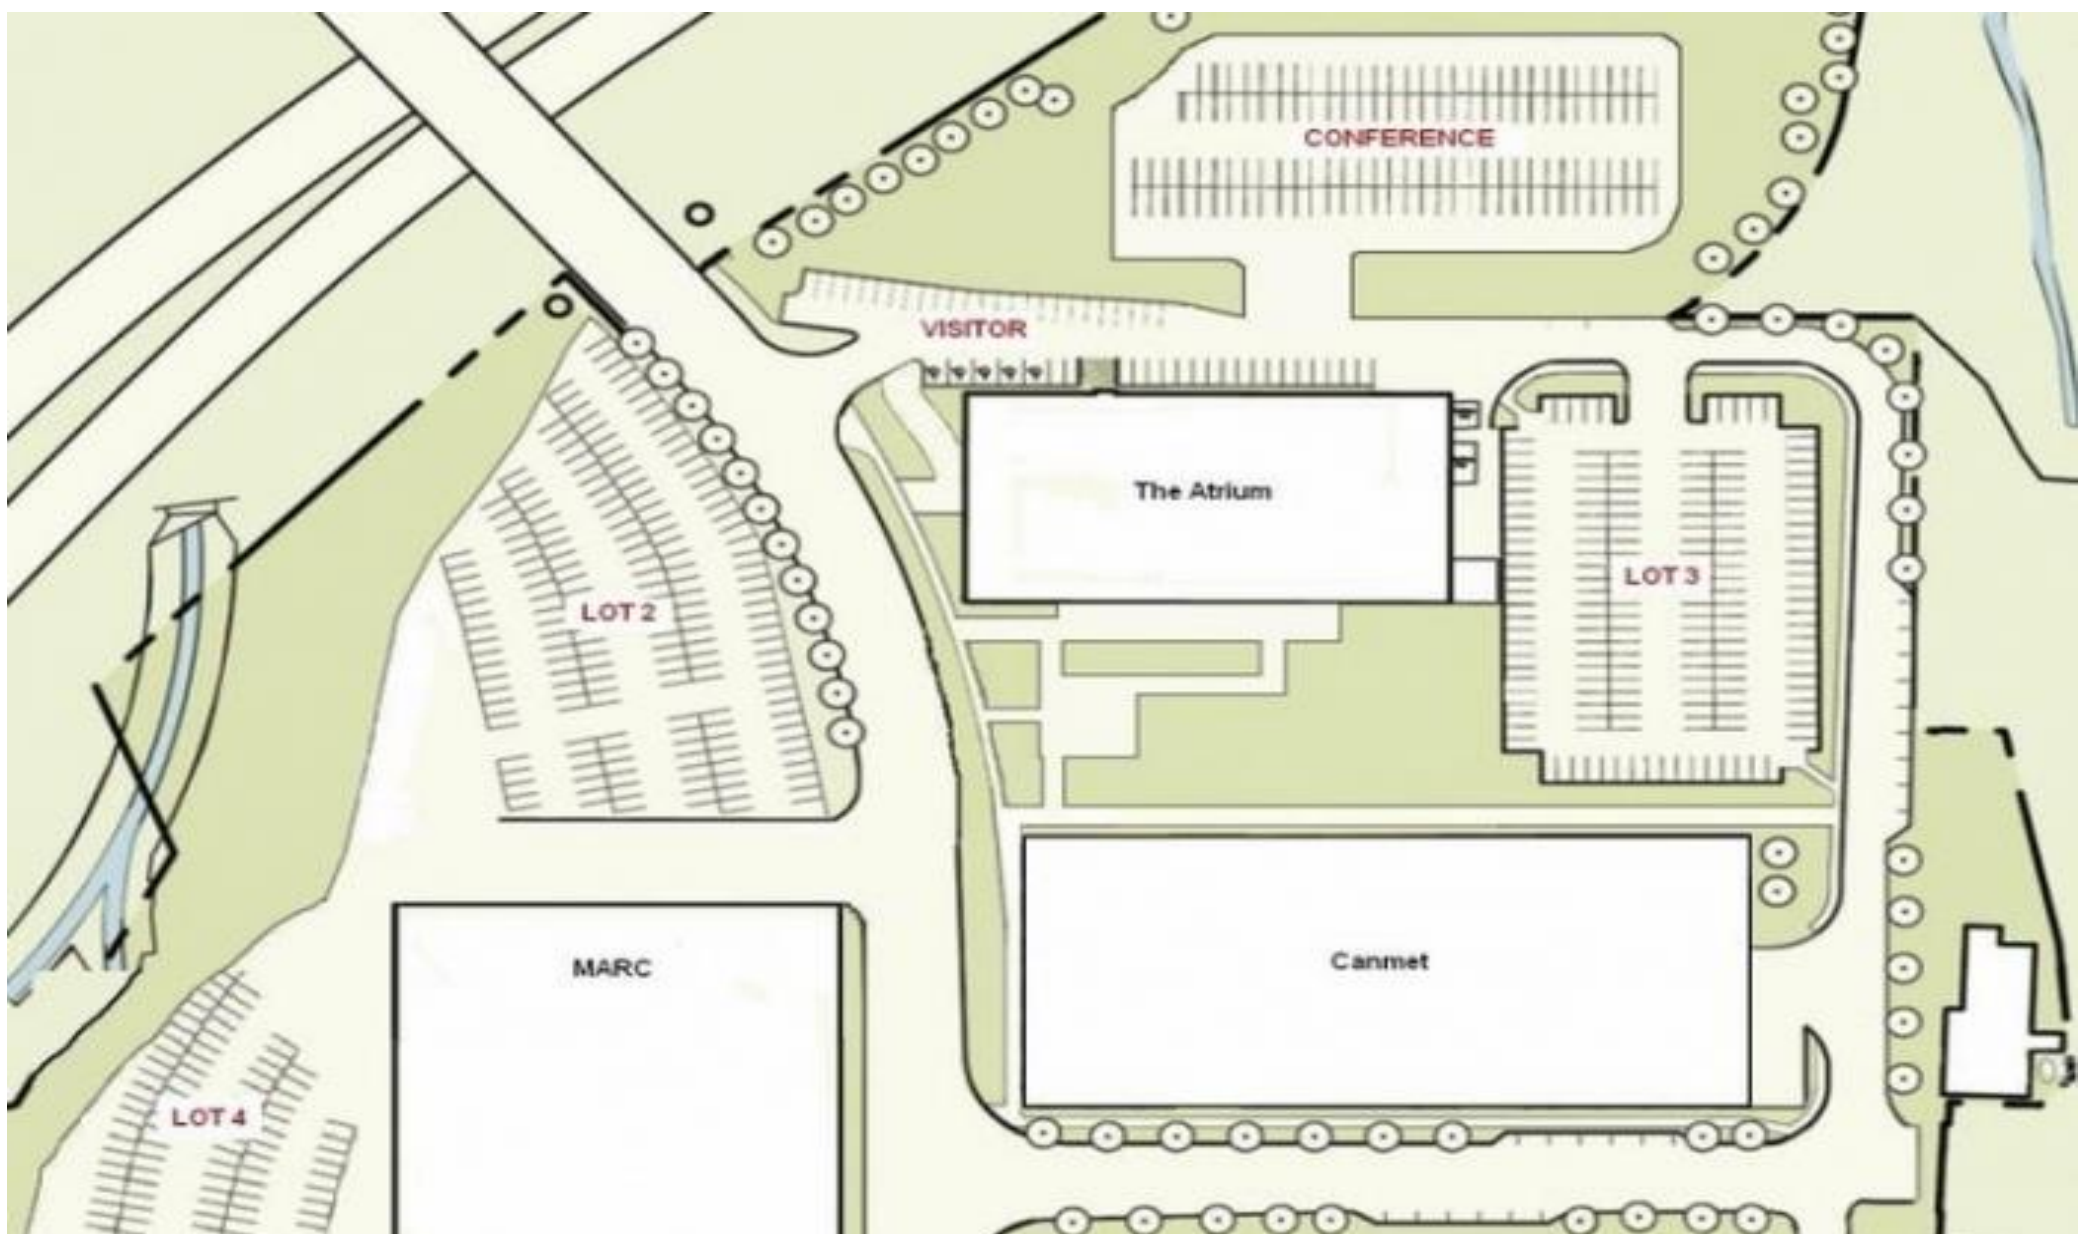 CONFERENCE
VISITOR
The Atrium
LOT 3
LOT 2
MARC
Canmet
LOT 4